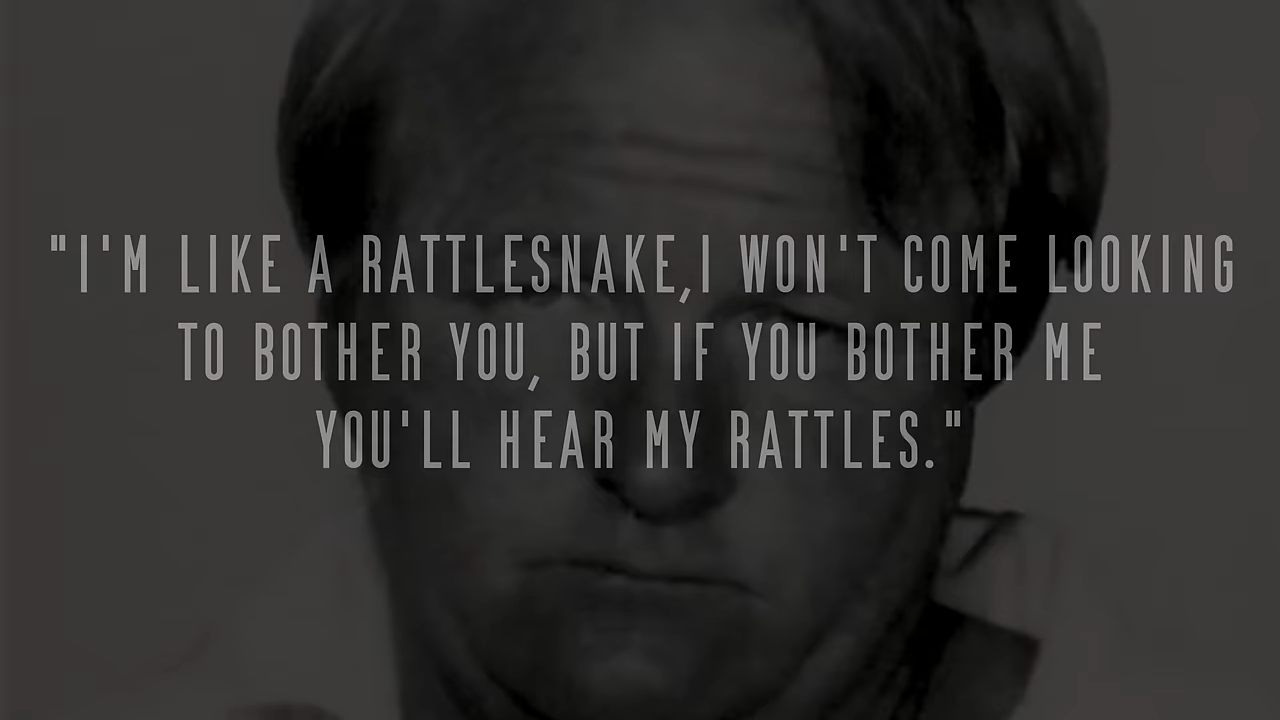 "I'M LIKE A RATTLESNAKE,I WON'T COME LOOKING
TO BOTHER YOU, BUT IF YOU BOTHER ME
YOU'LL HEAR MY RATTLES."